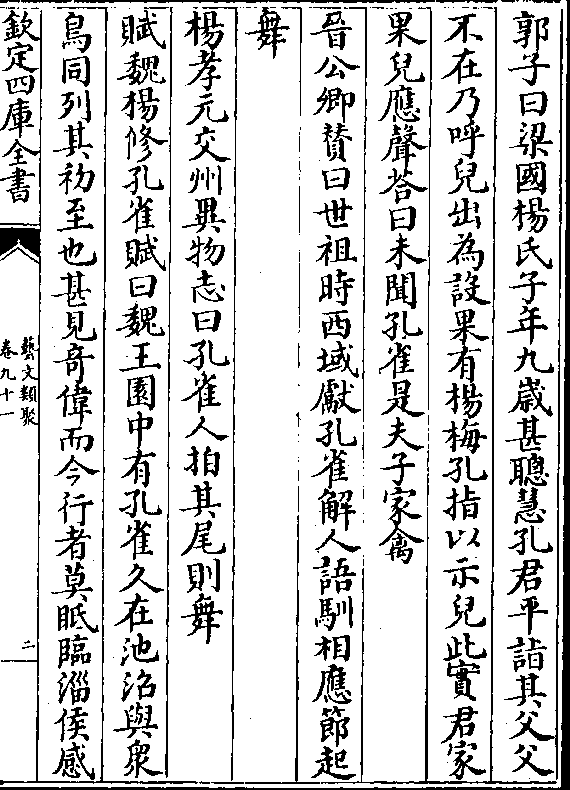 郭子曰梁國楊氏子年九歲甚聰慧孔君平詣其父父
不在乃呼兒出為設果有楊梅孔指以示兒此實君家
果兒應聲荅曰未聞孔雀是夫子家禽
晉公卿贊曰世祖時西域獻孔雀解人語馴相應節起
舞
楊孝元交州異物志曰孔雀人拍其尾則舞
賦魏楊修孔雀賦曰魏王園中有孔雀久在池沼與衆
鳥同列其初至也甚見奇偉而今行者莫眡臨淄侯感
欽定四庫全書
藝文類聚
卷九十一
二